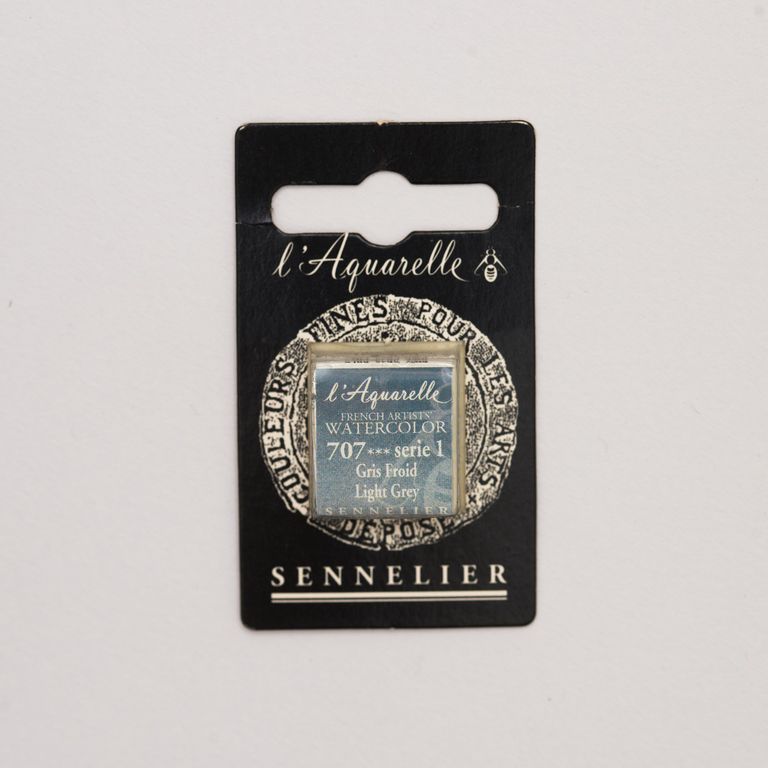 l'Aquarelle
COULEURS FINES POUR LES ARTS
DÉPOSÉ
l'Aquarelle
FRENCH ARTISTS'
WATERCOLOR
707 *** serie 1
Gris Froid
Light Grey
SENNELIER
SENNELIER